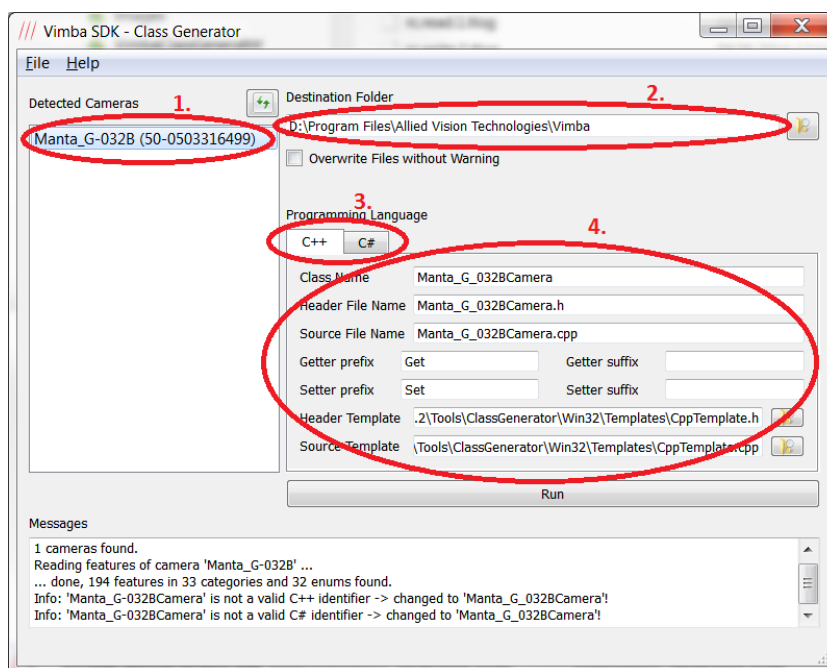 Vimba SDK - Class Generator
File Help
Detected Cameras
1.
Manta_G-032B (50-0503316499)
Destination Folder
2.
D:\Program Files\Allied Vision Technologies\Vimba
Overwrite Files without Warning
3.
Programming Language
4.
C++ C#
Class Name Manta_G_032BCamera
Header File Name Manta_G_032BCamera.h
Source File Name Manta_G_032BCamera.cpp
Getter prefix Get Getter suffix
Setter prefix Set Setter suffix
Header Template .2\Tools\ClassGenerator\Win32\Templates\CppTemplate.h
Source Template \Tools\ClassGenerator\Win32\Templates\CppTemplate.cpp
Run
Messages
1 cameras found.
Reading features of camera 'Manta_G-032B' ...
... done, 194 features in 33 categories and 32 enums found.
Info: 'Manta_G-032BCamera' is not a valid C++ identifier -> changed to 'Manta_G_032BCamera'!
Info: 'Manta_G-032BCamera' is not a valid C# identifier -> changed to 'Manta_G_032BCamera'!